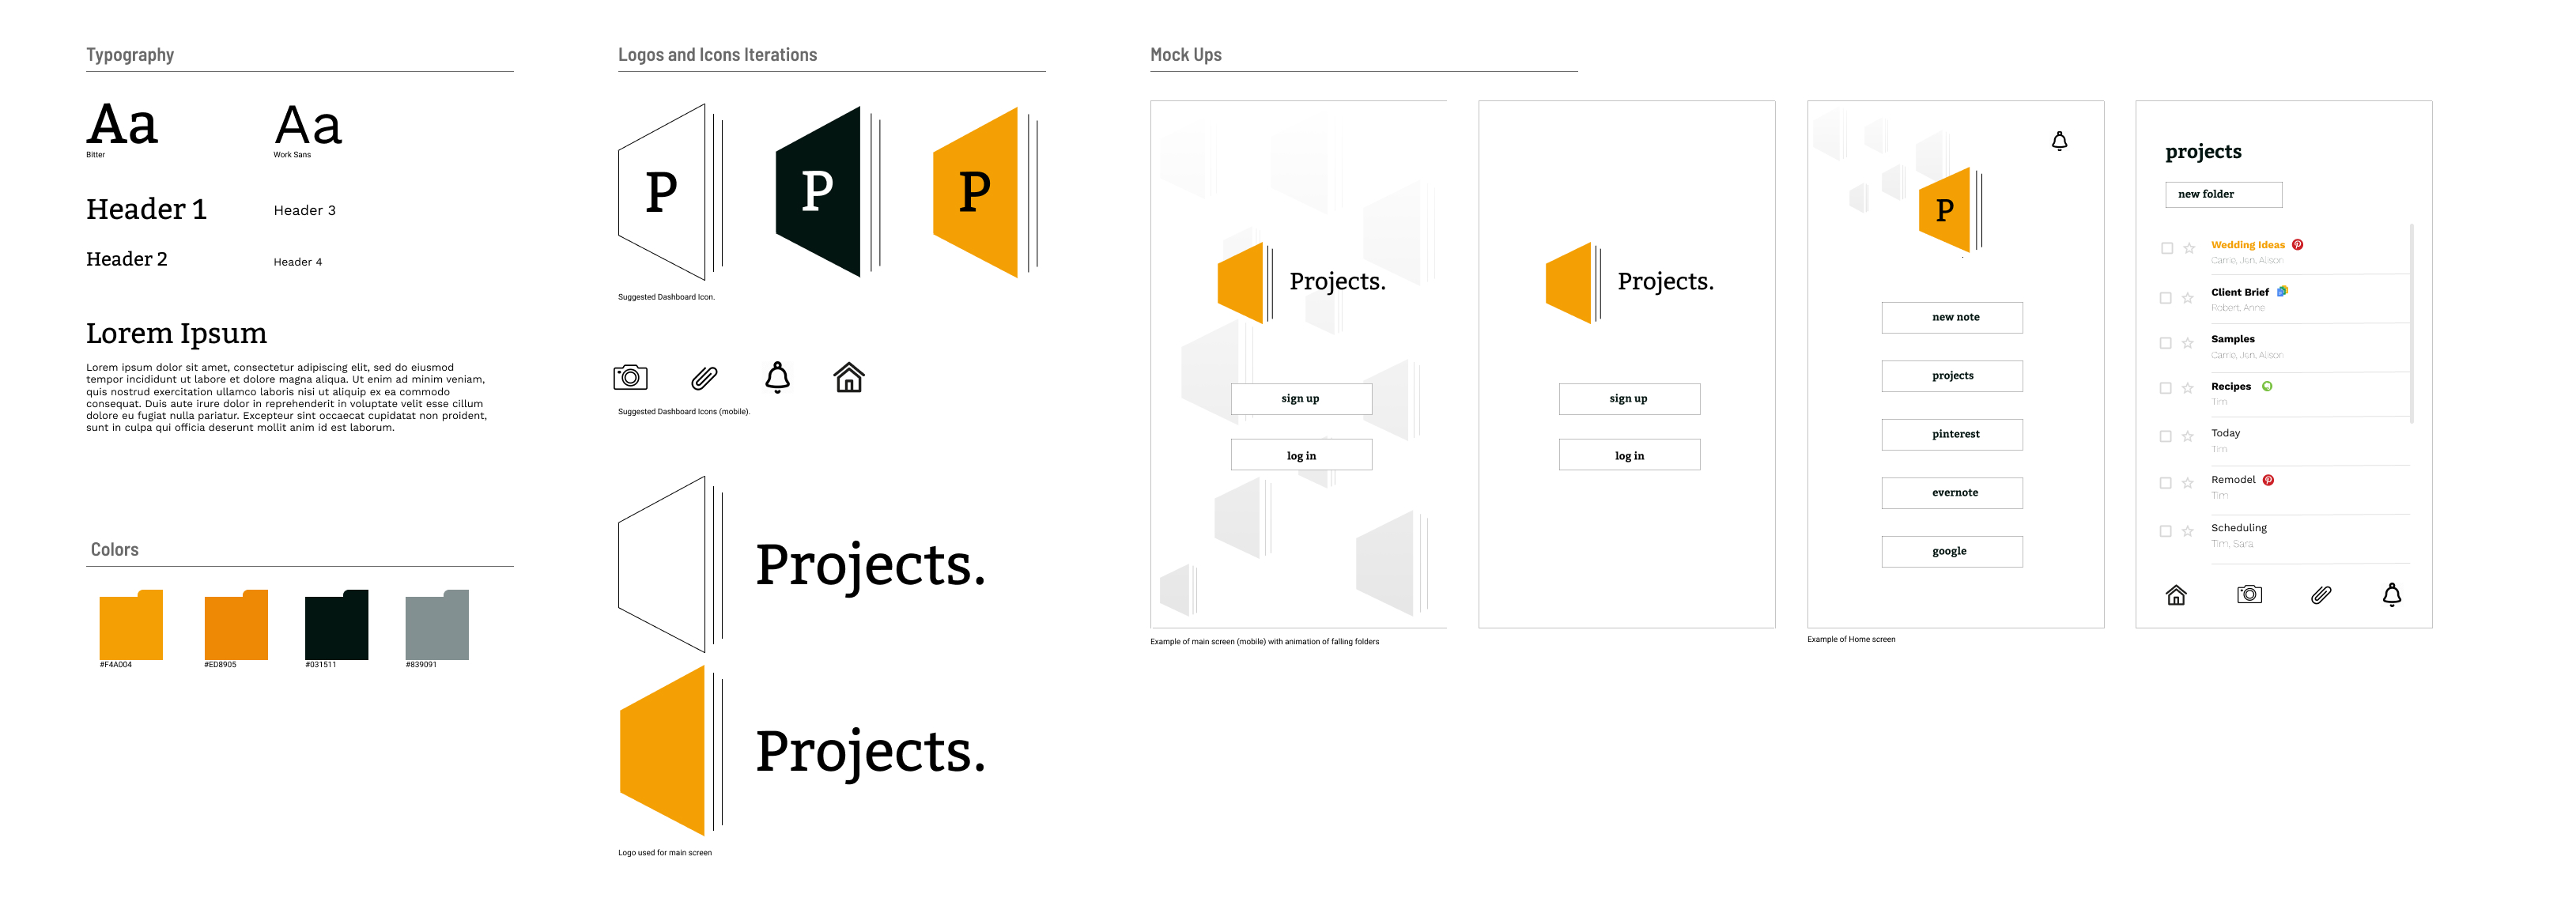 Typography
Aa
Bitter
Aa
Work Sans
Header 1
Header 3
Header 2
Header 4
Lorem Ipsum
Lorem ipsum dolor sit amet, consectetur adipiscing elit, sed do eiusmod
tempor incididunt ut labore et dolore magna aliqua. Ut enim ad minim veniam,
quis nostrud exercitation ullamco laboris nisi ut aliquip ex ea commodo
consequat. Duis aute irure dolor in reprehenderit in voluptate velit esse cillum
dolore eu fugiat nulla pariatur. Excepteur sint occaecat cupidatat non proident,
sunt in culpa qui officia deserunt mollit anim id est laborum.
Colors
#F4A004
#ED8905
#031511
#839091
Logos and Icons Iterations
P
P
P
Suggested Dashboard Icon.
Suggested Dashboard Icons (mobile).
Projects.
Projects.
Logo used for main screen
Mock Ups
Projects.
sign up
log in
Example of main screen (mobile) with animation of falling folders
Projects.
sign up
log in
P
new note
projects
pinterest
evernote
google
Example of Home screen
projects
new folder
Wedding Ideas
Carrie, Jen, Alison
Client Brief
Robert, Anne
Samples
Carrie, Jen, Alison
Recipes
Tim
Today
Tim
Remodel
Tim
Scheduling
Tim, Sara